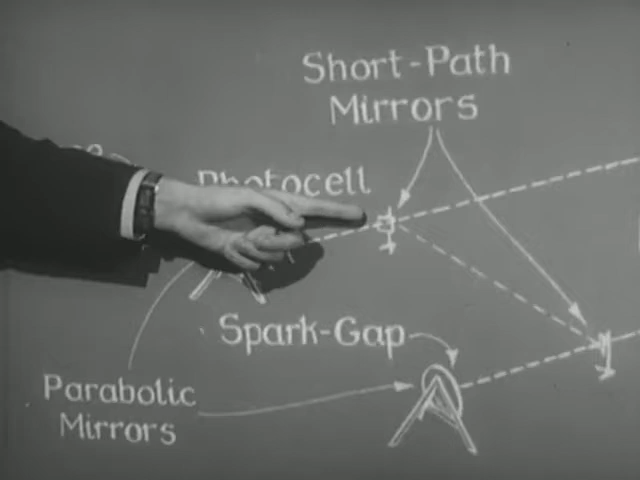 Short-Path
Mirrors
Photocell
Spark-Gap
Parabolic
Mirrors